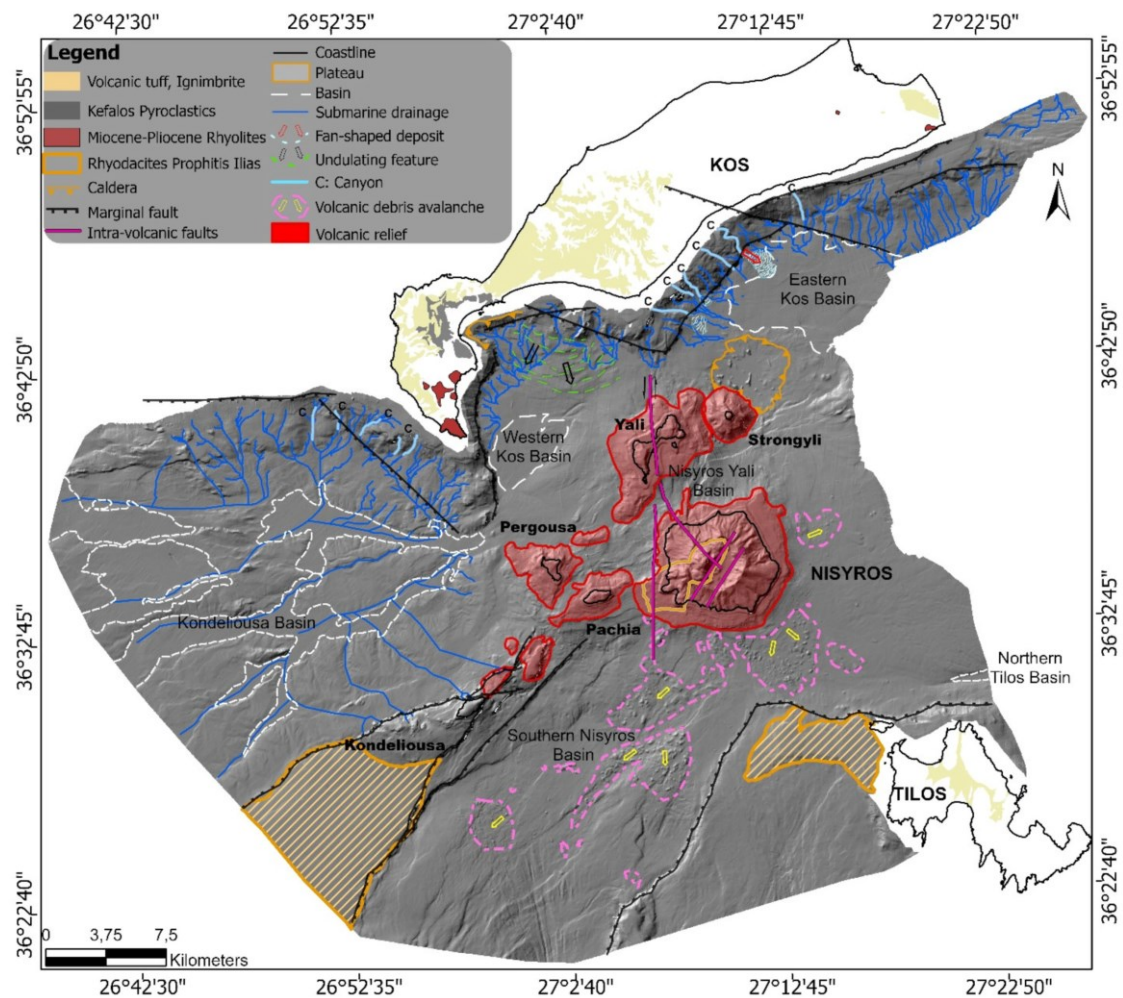 26°42'30" 26°52'35" 27°2'40" 27°12'45" 27°22'50"
36°52'55"
36°42'50"
36°32'45"
36°22'40"
36°52'55"
36°42'50"
36°32'45"
36°22'40"
Legend
Volcanic tuff, Ignimbrite
Kefalos Pyroclastics
Miocene-Pliocene Rhyolites
Rhyodacites Prophitis Ilias
Caldera
Marginal fault
Intra-volcanic faults
Coastline
Plateau
Basin
Submarine drainage
Fan-shaped deposit
Undulating feature
C: Canyon
Volcanic debris avalanche
Volcanic relief
KOS
N
C
C
C
C
C
Eastern
Kos Basin
C
C
C
C
Western
Kos Basin
Yali
Strongyli
Nisyros Yali
Basin
Pergousa
NISYROS
Pachia
Kondeliousa Basin
Northern
Tilos Basin
Kondeliousa
Southern Nisyros
Basin
TILOS
0 3,75 7,5
Kilometers
26°42'30" 26°52'35" 27°2'40" 27°12'45" 27°22'50"